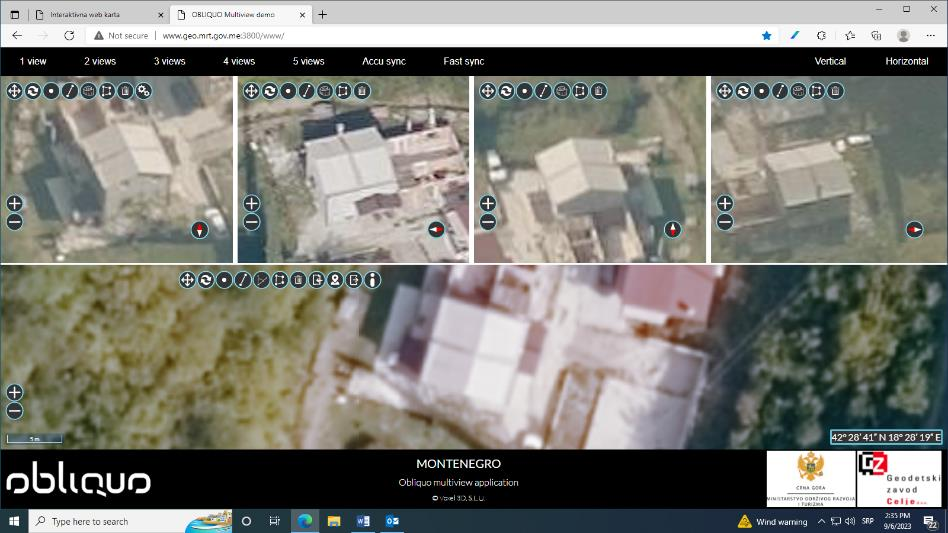 Interaktivna web karta
OBLIQUO Multiview demo
Not secure
www.geo.mrt.gov.me:3800/www/
1 view
2 views
3 views
4 views
5 views
Accu sync
Fast sync
Vertical
Horizontal
5 m
42° 28′ 41″ N 18° 28′ 19″ E
obliquo
MONTENEGRO
Obliquo multiview application
© Voxel 3D, S.L.U.
CRNA GORA
MINISTARSTVO ODRŽIVOG RAZVOJA
I TURIZMA
GZ
Geodetski
zavod
Celje d.o.o.
Type here to search
Wind warning
SRP
2:35 PM
9/6/2023
22